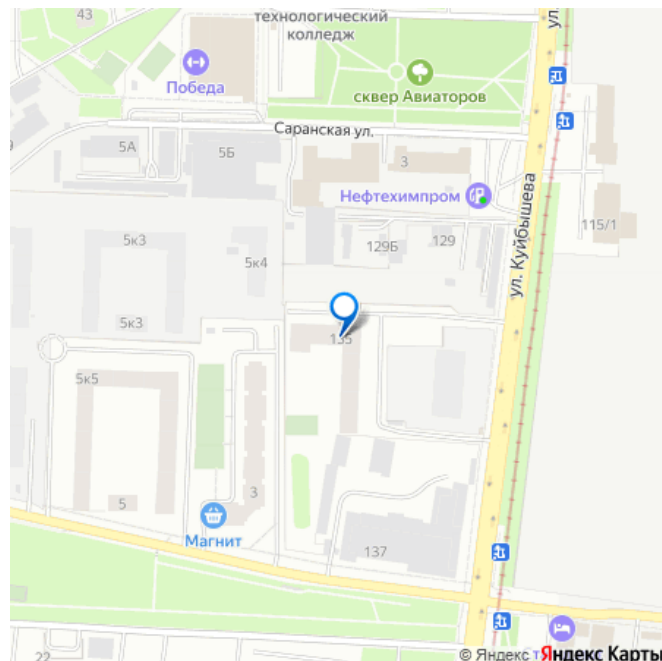 43
технологический
колледж
ул.
Победа
сквер Авиаторов
Саранская ул.
5А
5Б
3
Нефтехимпром
115/1
ул. Куйбышева
5к3
5к4
129Б
129
5к3
135
5к5
5
3
Магнит
137
22
© Яндекс
Яндекс Карты